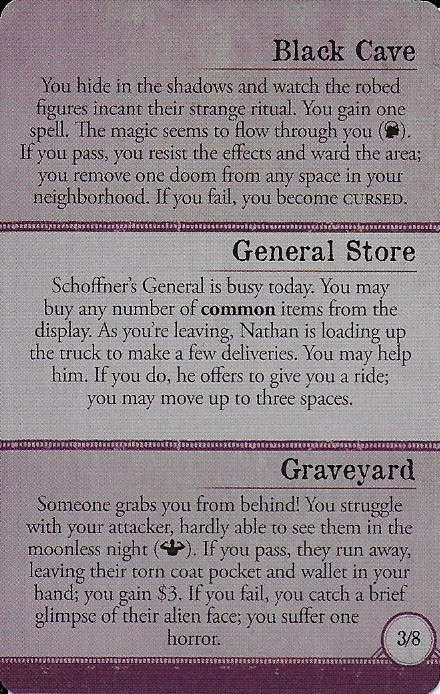 Black Cave
You hide in the shadows and watch the robed
figures incant their strange ritual. You gain one
spell. The magic seems to flow through you ( ).
If you pass, you resist the effects and ward the area;
you remove one doom from any space in your
neighborhood. If you fail, you become CURSED.
General Store
Schoffner's General is busy today. You may
buy any number of common items from the
display. As you're leaving, Nathan is loading up
the truck to make a few deliveries. You may help
him. If you do, he offers to give you a ride;
you may move up to three spaces.
Graveyard
Someone grabs you from behind! You struggle
with your attacker, hardly able to see them in the
moonless night ( ). If you pass, they run away,
leaving their torn coat pocket and wallet in your
hand; you gain $3. If you fail, you catch a brief
glimpse of their alien face; you suffer one
horror.
3/8